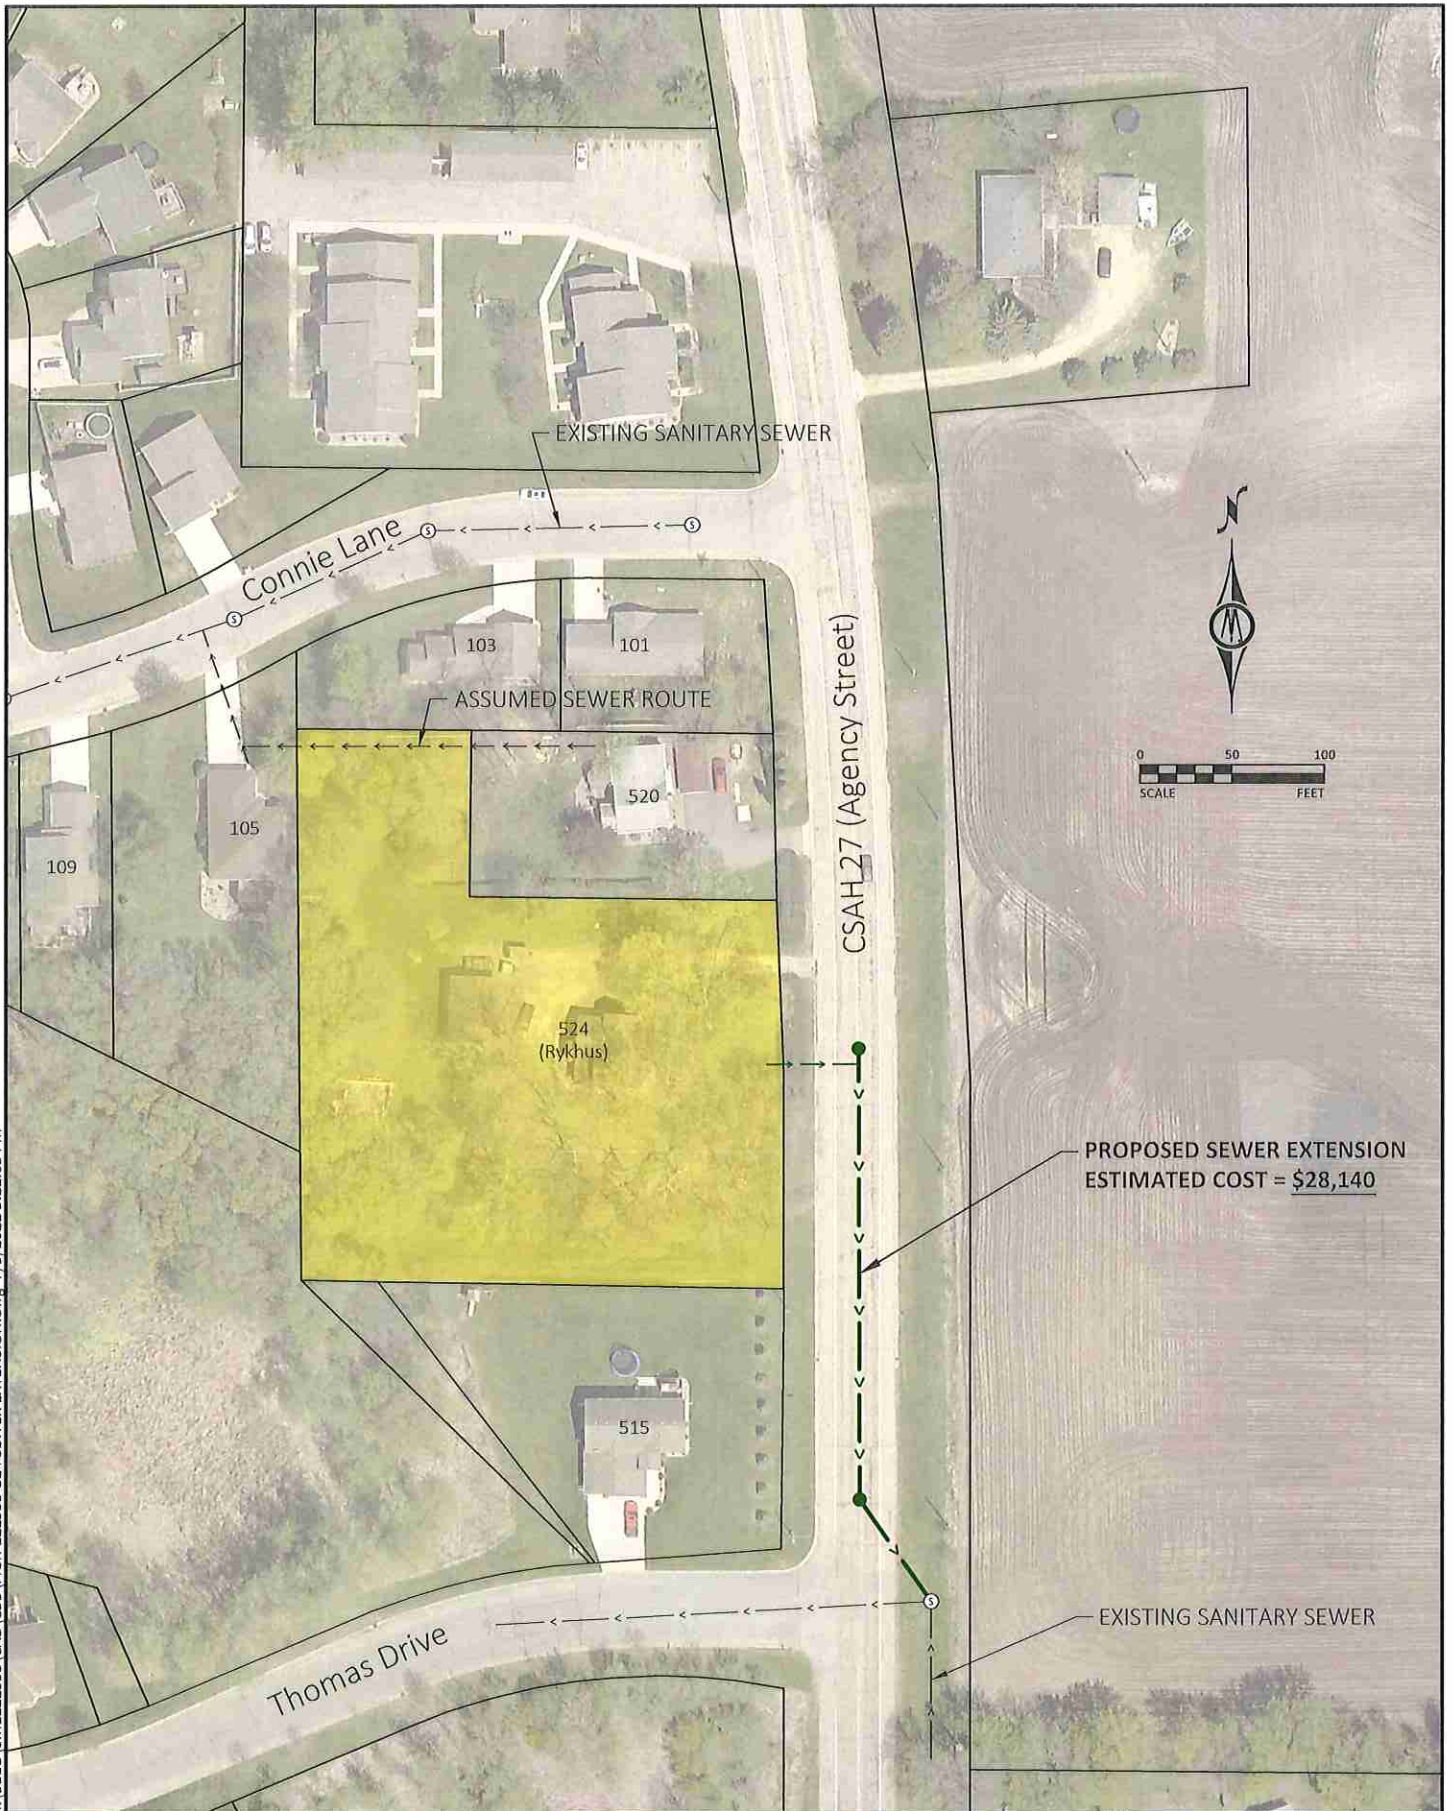 EXISTING SANITARY SEWER
N
Connie Lane
103
101
ASSUMED SEWER ROUTE
CSAH 27 (Agency Street)
0 50 100
SCALE FEET
520
105
109
524
(Rykhus)
PROPOSED SEWER EXTENSION
ESTIMATED COST = $28,140
515
EXISTING SANITARY SEWER
Thomas Drive
S
S
S
S
M